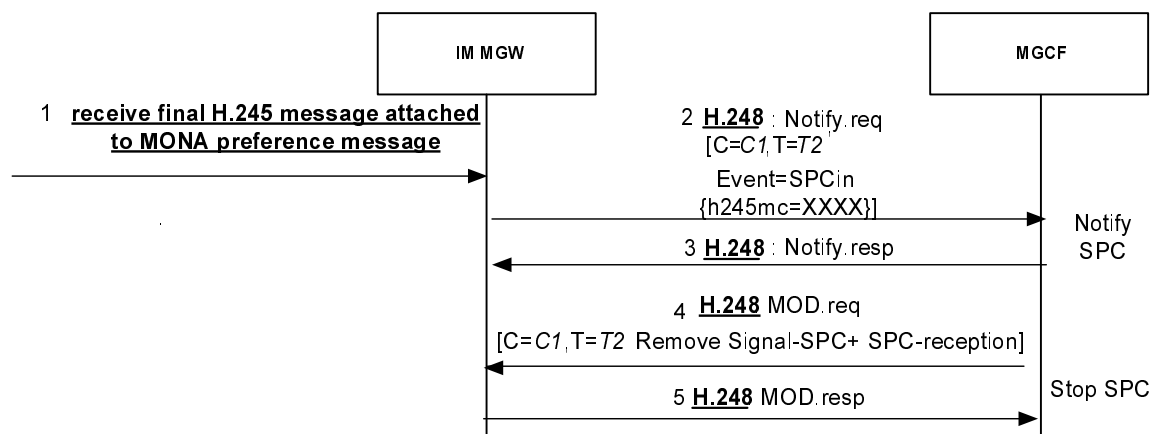 IM MGW
MGCF
1 receive final H.245 message attached
to MONA preference message
2 H.248 : Notify.req
[C=C1,T=T2,
Event=SPCin
{h245mc=XXXX}]
Notify
SPC
3 H.248 : Notify.resp
4 H.248 MOD.req
[C=C1,T=T2 Remove Signal-SPC+ SPC-reception]
Stop SPC
5 H.248 MOD.resp